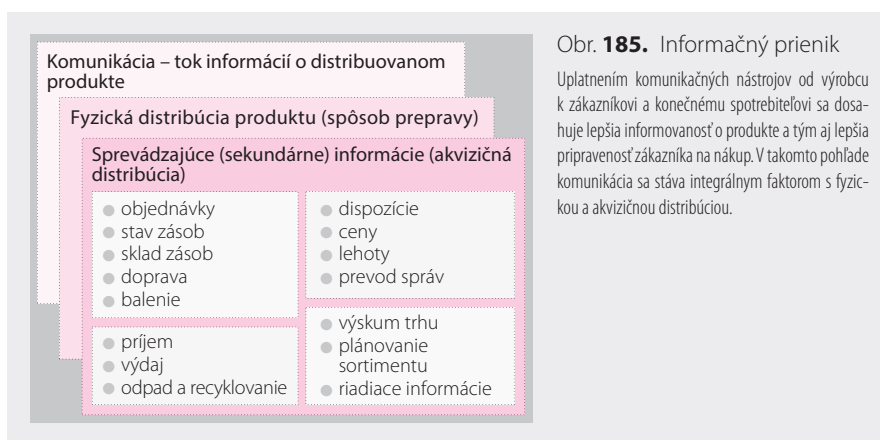 Komunikácia – tok informácií o distribuovanom
produkte
Fyzická distribúcia produktu (spôsob prepravy)
Sprevádzajúce (sekundárne) informácie (akvizičná
distribúcia)
objednávky
stav zásob
sklad zásob
doprava
balenie
dispozície
ceny
lehoty
prevod správ
príjem
výdaj
odpad a recyklovanie
výskum trhu
plánovanie
sortimentu
riadiace informácie
Obr. 185. Informačný prienik
Uplatnením komunikačných nástrojov od výrobcu
k zákazníkovi a konečnému spotrebiteľovi sa dosa-
huje lepšia informovanosť o produkte a tým aj lepšia
pripravenosť zákazníka na nákup. V takomto pohľade
komunikácia sa stáva integrálnym faktorom s fyzic-
kou a akvizičnou distribúciou.